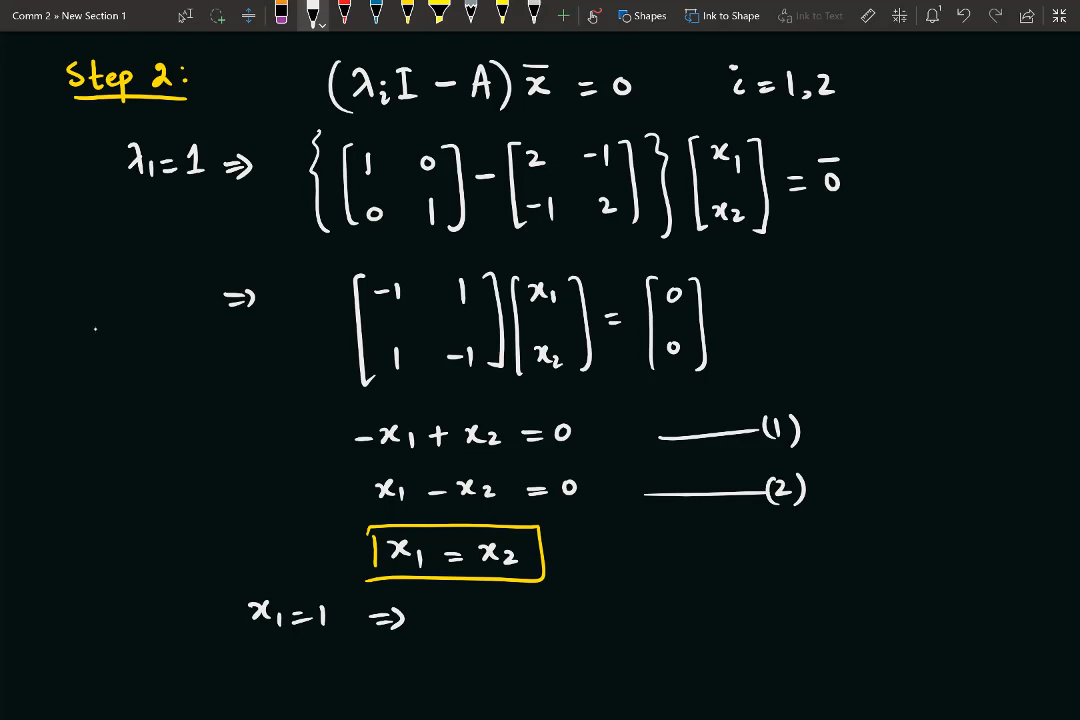 Comm 2 » New Section 1
Shapes
Ink to Shape
Ink to Text
Step 2:
(λᵢI − A) x̅ = 0    i = 1,2
λ₁ = 1 ⇒ { [1 0; 0 1] − [2 -1; -1 2] } [x₁; x₂] = 0̅
⇒ [-1 1; 1 -1] [x₁; x₂] = [0; 0]
-x₁ + x₂ = 0 ——— (1)
x₁ - x₂ = 0 ——— (2)
x₁ = x₂
x₁ = 1 ⇒